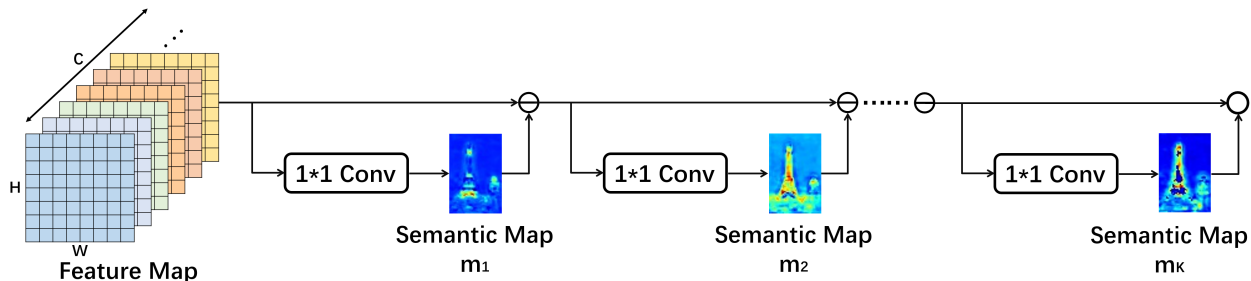 C
H
W
Feature Map
1*1 Conv
Semantic Map
m1
1*1 Conv
Semantic Map
m2
1*1 Conv
Semantic Map
mK